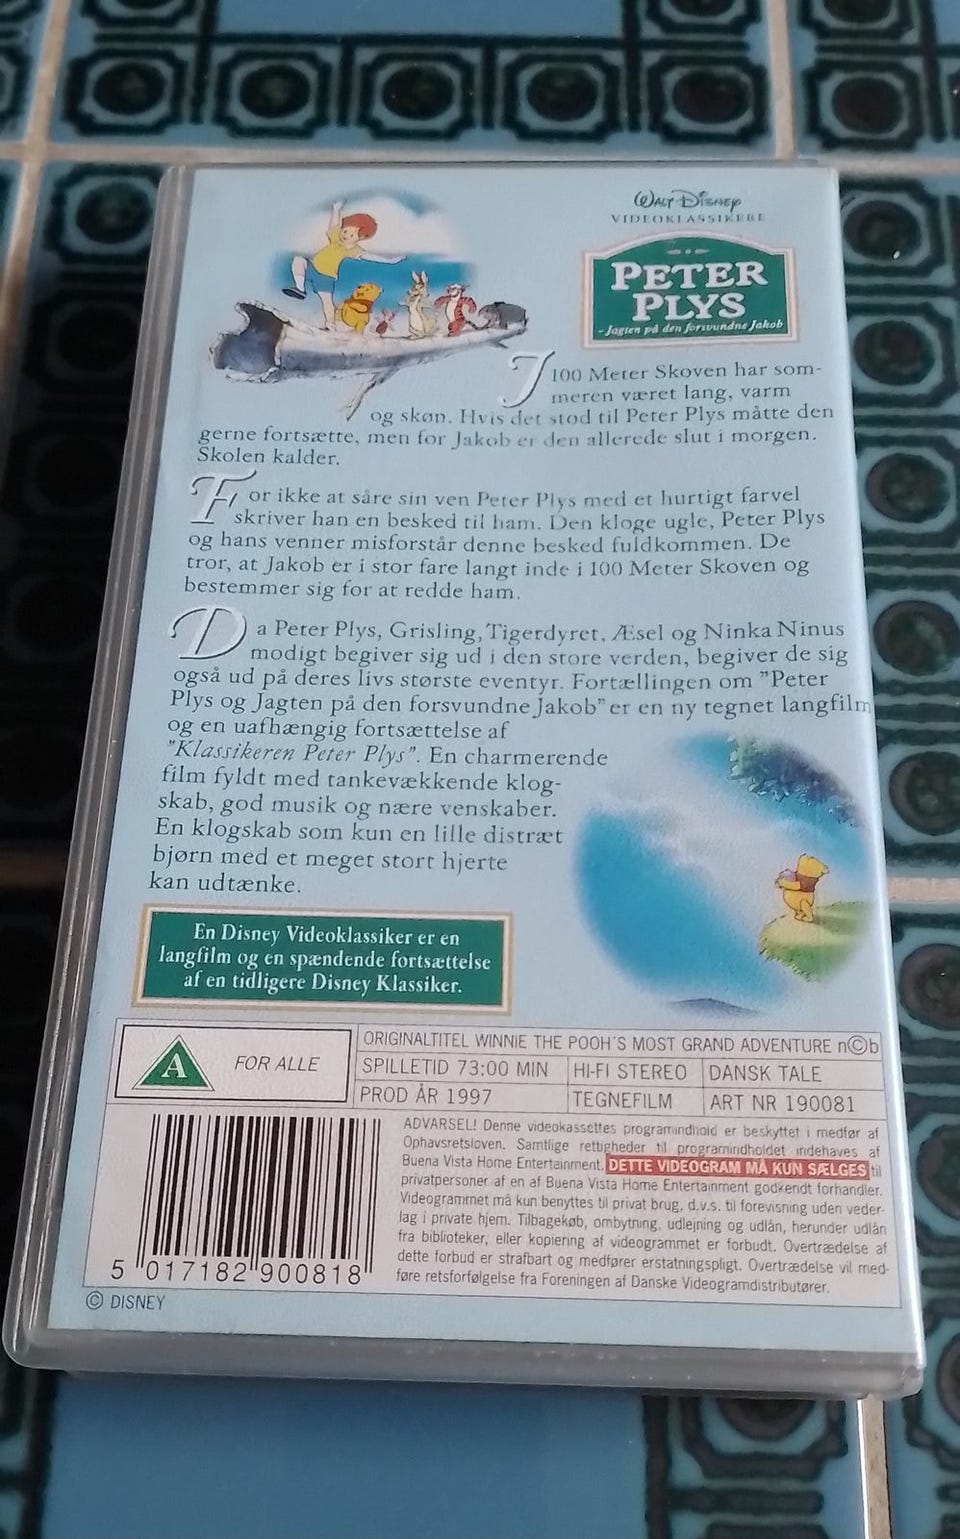 WALT DISNEY
VIDEOKLASSIKERE
PETER
PLYS
- Jagten på den forsvundne Jakob
I 100 Meter Skoven har som-
meren været lang, varm
og skøn. Hvis det stod til Peter Plys måtte den
gerne fortsætte, men for Jakob er den allerede slut i morgen.
Skolen kalder.
For ikke at såre sin ven Peter Plys med et hurtigt farvel
skriver han en besked til ham. Den kloge ugle, Peter Plys
og hans venner misforstår denne besked fuldkommen. De
tror, at Jakob er i stor fare langt inde i 100 Meter Skoven og
bestemmer sig for at redde ham.
Da Peter Plys, Grisling, Tigerdyret, Æsel og Ninka Ninus
modigt begiver sig ud i den store verden, begiver de sig
også ud på deres livs største eventyr. Fortællingen om "Peter
Plys og Jagten på den forsvundne Jakob" er en ny tegnet langfilm
og en uafhængig fortsættelse af
"Klassikeren Peter Plys". En charmerende
film fyldt med tankevækkende klog-
skab, god musik og nære venskaber.
En klogskab som kun en lille distræt
bjørn med et meget stort hjerte
kan udtænke.
En Disney Videoklassiker er en
langfilm og en spændende fortsættelse
af en tidligere Disney Klassiker.
A FOR ALLE
ORIGINALTITEL WINNIE THE POOH'S MOST GRAND ADVENTURE n©b
SPILLETID 73:00 MIN HI-FI STEREO DANSK TALE
PROD ÅR 1997 TEGNEFILM ART NR 190081
ADVARSEL! Denne videokassettes programindhold er beskyttet i medfør af
Ophavsretsloven. Samtlige rettigheder til programindholdet indehaves af
Buena Vista Home Entertainment. DETTE VIDEOGRAM MÅ KUN SÆLGES til
privatpersoner af en af Buena Vista Home Entertainment godkendt forhandler.
Videogrammet må kun benyttes til privat brug, d.v.s. til forevisning uden veder-
lag i private hjem. Tilbagekøb, ombytning, udlejning og udlån, herunder udlån
fra biblioteker, eller kopiering af videogrammet er forbudt. Overtrædelse af
dette forbud er strafbart og medfører erstatningspligt. Overtrædelse vil med-
føre retsforfølgelse fra Foreningen af Danske Videogramdistributører.
5 017182 900818
© DISNEY